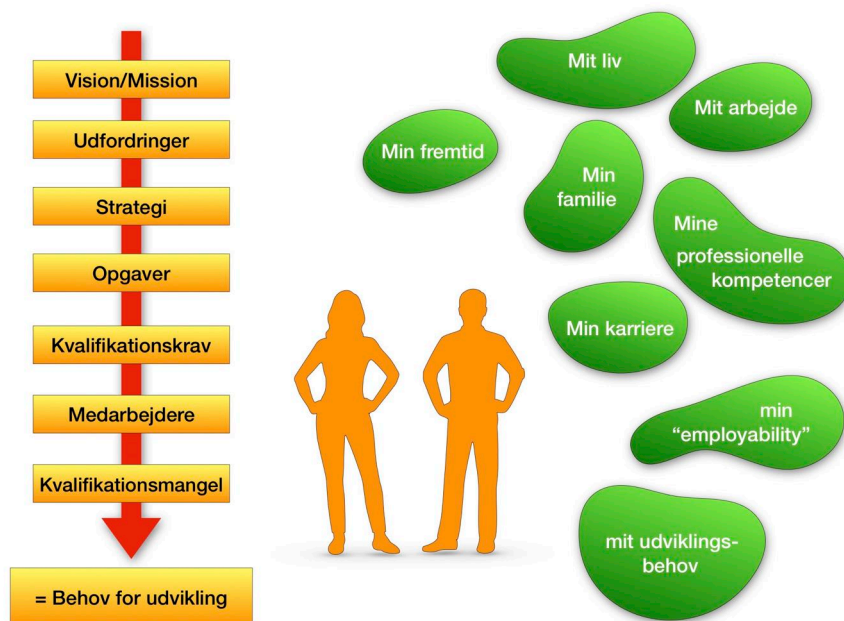 Vision/Mission
Udfordringer
Strategi
Opgaver
Kvalifikationskrav
Medarbejdere
Kvalifikationsmangel
= Behov for udvikling
Mit liv
Mit arbejde
Min fremtid
Min
familie
Mine
professionelle
kompetencer
Min karriere
min
“employability”
mit udviklings-
behov